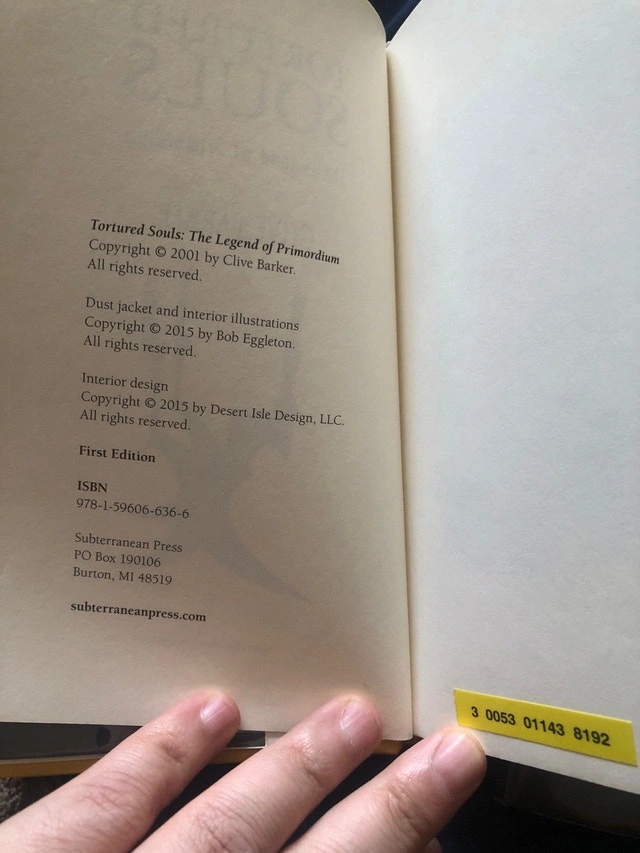 Tortured Souls: The Legend of Primordium
Copyright © 2001 by Clive Barker.
All rights reserved.
Dust jacket and interior illustrations
Copyright © 2015 by Bob Eggleton.
All rights reserved.
Interior design
Copyright © 2015 by Desert Isle Design, LLC.
All rights reserved.
First Edition
ISBN
978-1-59606-636-6
Subterranean Press
PO Box 190106
Burton, MI 48519
subterraneanpress.com
3 0053 01143 8192